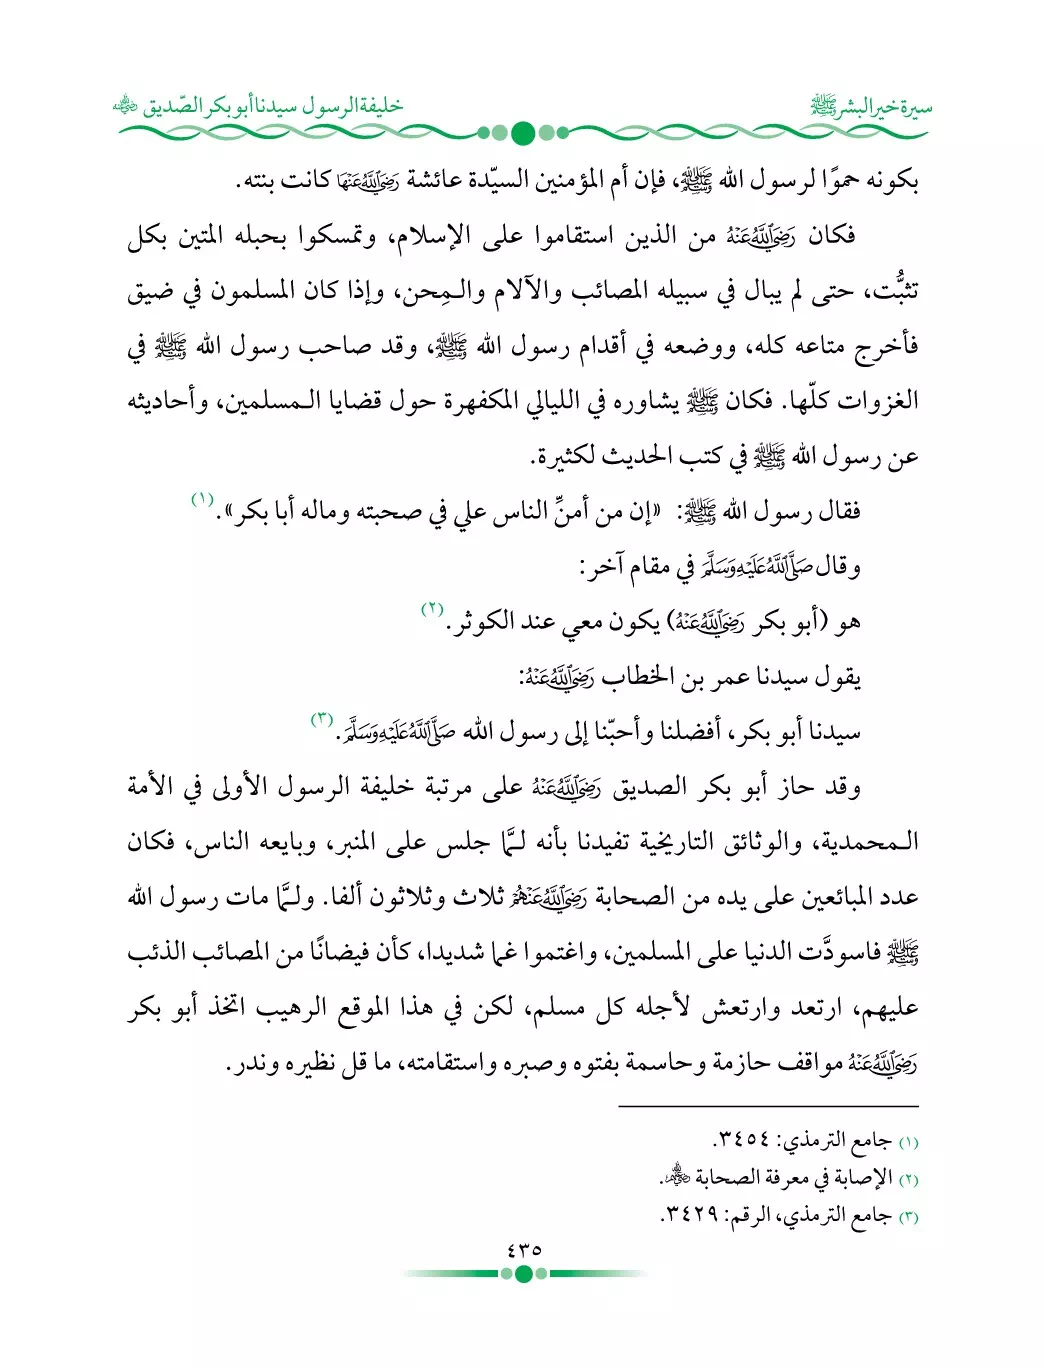 سيرة خير البشر ﷺ
خليفة الرسول سيدنا أبو بكر الصّديق رضي الله عنه
بكونه حموًا لرسول الله ﷺ، فإن أم المؤمنين السيّدة عائشة رَضِيَاللَّهُعَنْهَا كانت بنته.
فكان رَضِيَاللَّهُعَنْهُ من الذين استقاموا على الإسلام، وتمسكوا بحبله المتين بكل
تثبُّت، حتى لم يبال في سبيله المصائب والآلام والـمِحن، وإذا كان المسلمون في ضيق
فأخرج متاعه كله، ووضعه في أقدام رسول الله ﷺ، وقد صاحب رسول الله ﷺ في
الغزوات كلّها. فكان ﷺ يشاوره في الليالي المكفهرة حول قضايا الـمسلمين، وأحاديثه
عن رسول الله ﷺ في كتب الحديث لكثيرة.
فقال رسول الله ﷺ: «إن من أمنِّ الناس علي في صحبته وماله أبا بكر».(١)
وقال صَلَّىاللَّهُعَلَيْهِوَسَلَّمَ في مقام آخر:
هو (أبو بكر رَضِيَاللَّهُعَنْهُ) يكون معي عند الكوثر.(٢)
يقول سيدنا عمر بن الخطاب رَضِيَاللَّهُعَنْهُ:
سيدنا أبو بكر، أفضلنا وأحبّنا إلى رسول الله صَلَّىاللَّهُعَلَيْهِوَسَلَّمَ.(٣)
وقد حاز أبو بكر الصديق رَضِيَاللَّهُعَنْهُ على مرتبة خليفة الرسول الأولى في الأمة
الـمحمدية، والوثائق التاريخية تفيدنا بأنه لـمَّا جلس على المنبر، وبايعه الناس، فكان
عدد المبائعين على يده من الصحابة رَضِيَاللَّهُعَنْهُمْ ثلاث وثلاثون ألفا. ولـمَّا مات رسول الله
ﷺ فاسودَّت الدنيا على المسلمين، واغتموا غما شديدا، كأن فيضانًا من المصائب الذئب
عليهم، ارتعد وارتعش لأجله كل مسلم، لكن في هذا الموقع الرهيب اتخذ أبو بكر
رَضِيَاللَّهُعَنْهُ مواقف حازمة وحاسمة بفتوه وصبره واستقامته، ما قل نظيره وندر.
(١) جامع الترمذي: ٣٤٥٤.
(٢) الإصابة في معرفة الصحابة رضي الله عنهم.
(٣) جامع الترمذي، الرقم: ٣٤٢٩.
٤٣٥